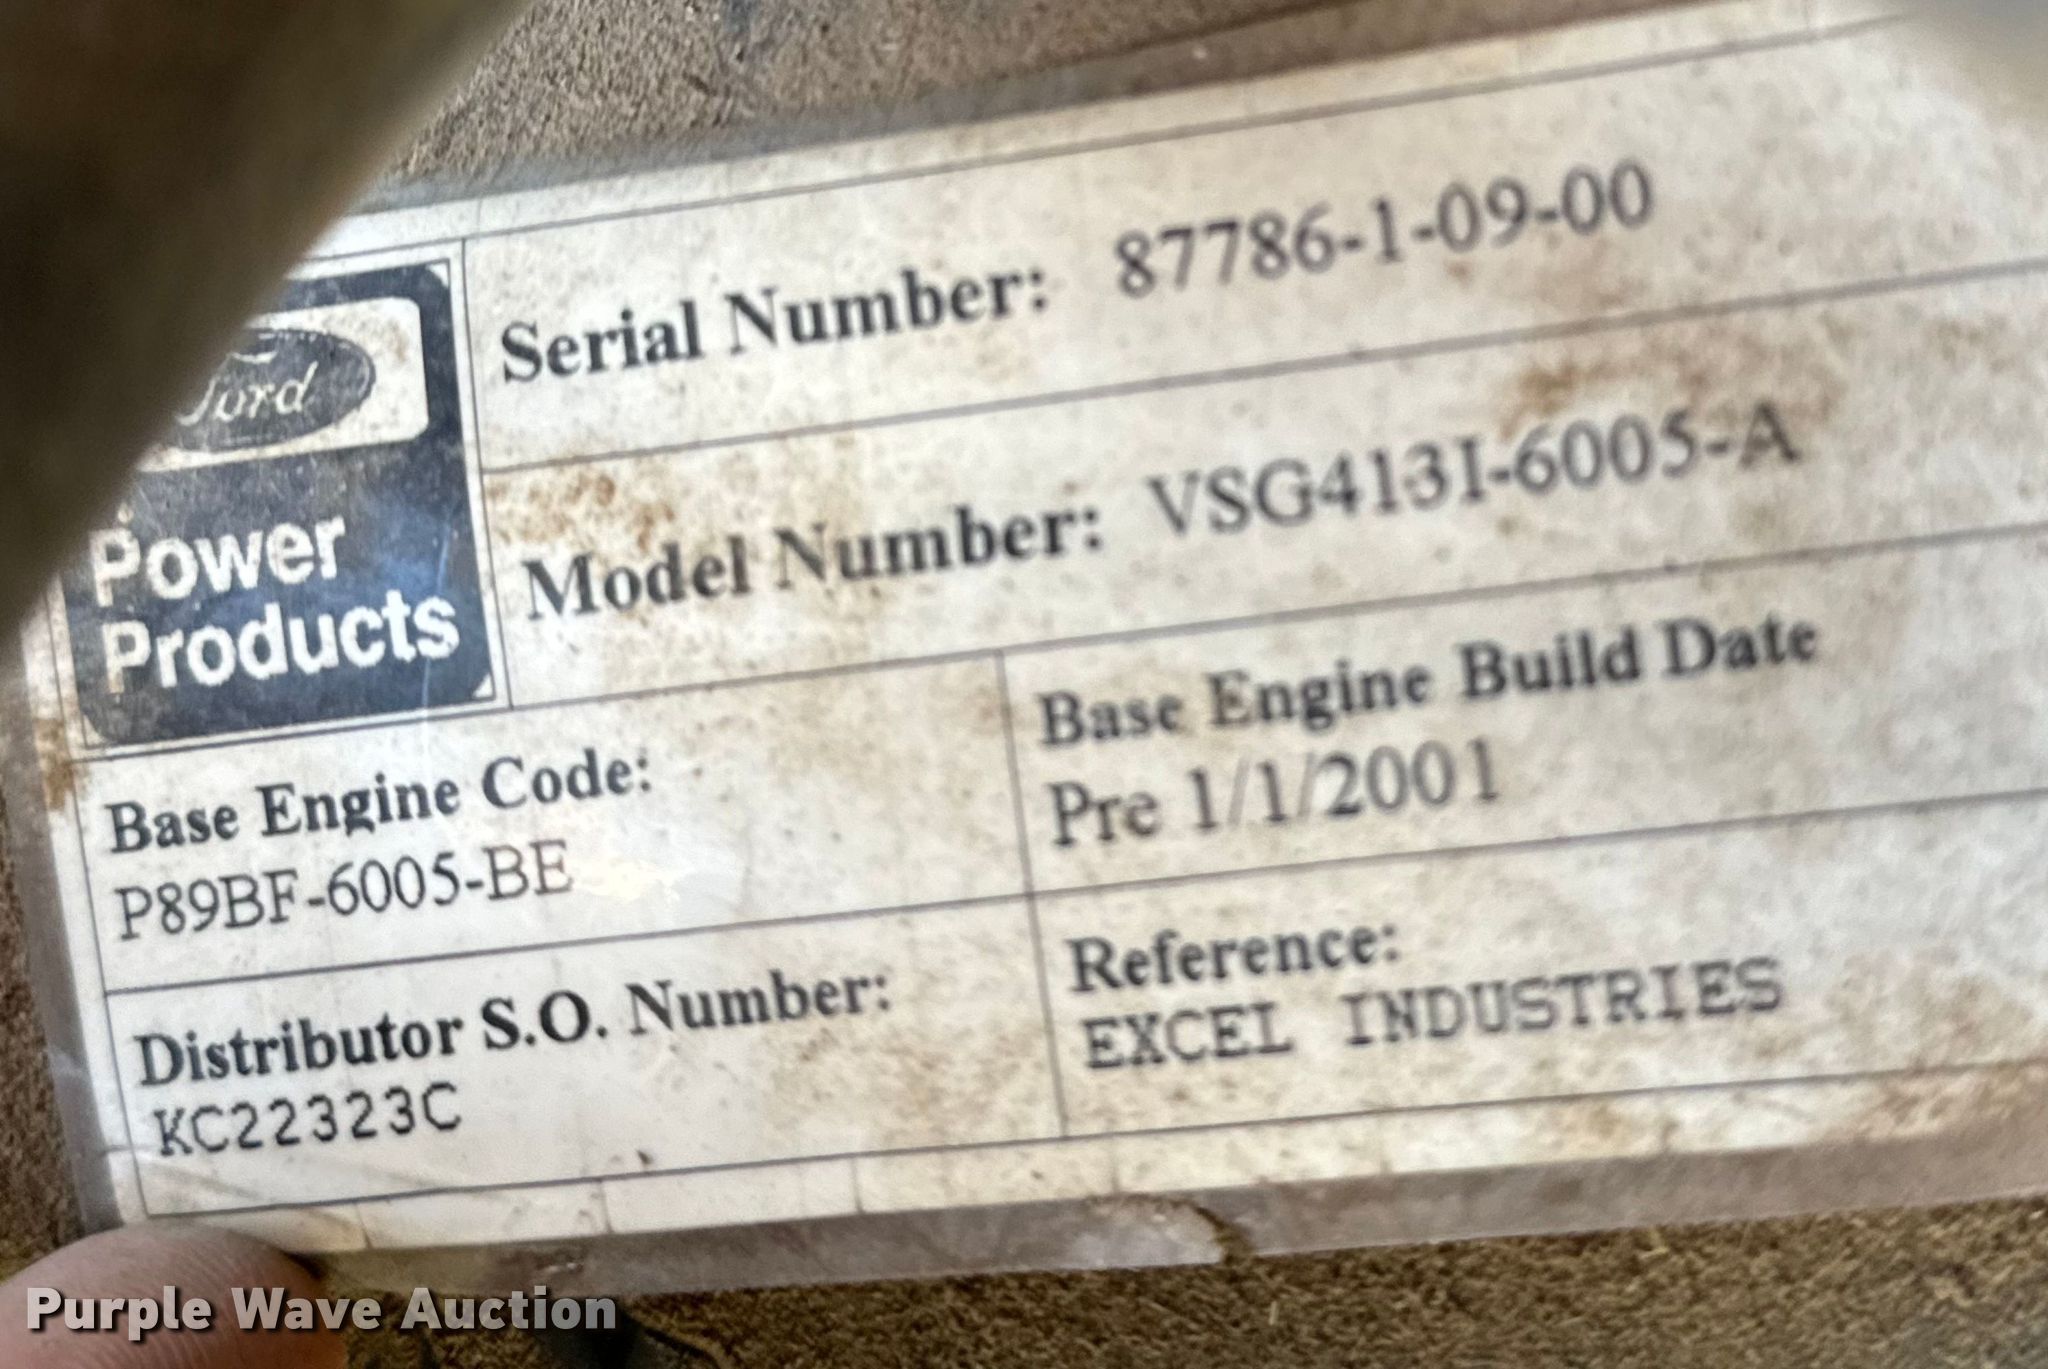 Ford
Power
Products
Serial Number: 87786-1-09-00
Model Number: VSG413I-6005-A
Base Engine Code:
P89BF-6005-BE
Base Engine Build Date
Pre 1/1/2001
Distributor S.O. Number:
KC22323C
Reference:
EXCEL INDUSTRIES
Purple Wave Auction